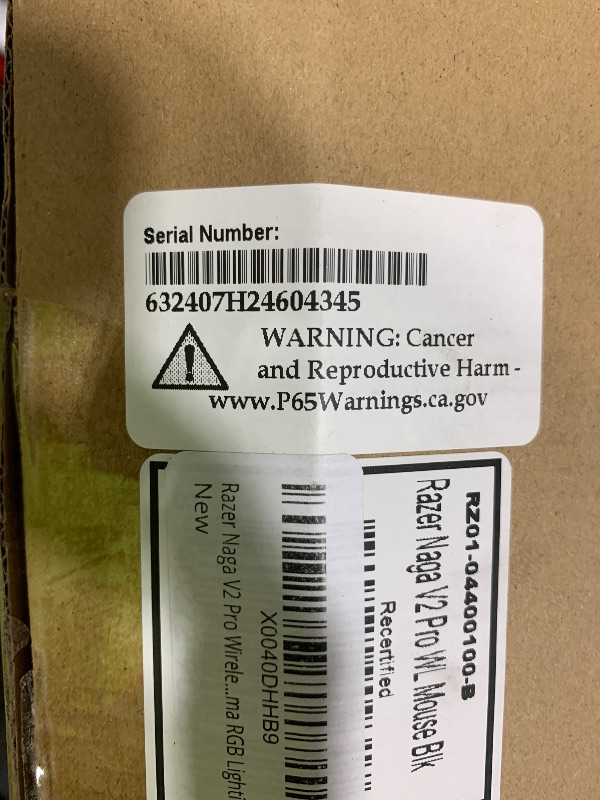 Serial Number:
632407H24604345
WARNING: Cancer
and Reproductive Harm -
www.P65Warnings.ca.gov
RZ01-04400100-B
Razer Naga V2 Pro WL Mouse Blk
Recertified
X0040DHHB9
Razer Naga V2 Pro Wirele...ma RGB Lighti
New